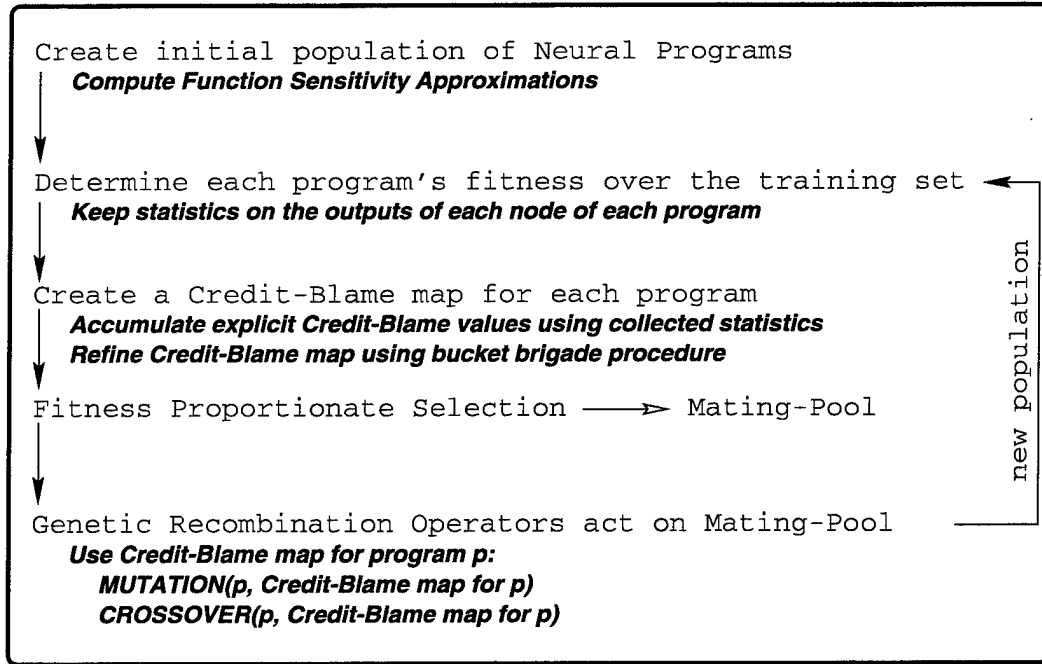 Create initial population of Neural Programs
Compute Function Sensitivity Approximations
Determine each program's fitness over the training set
Keep statistics on the outputs of each node of each program
Create a Credit-Blame map for each program
Accumulate explicit Credit-Blame values using collected statistics
Refine Credit-Blame map using bucket brigade procedure
Fitness Proportionate Selection Mating-Pool
Genetic Recombination Operators act on Mating-Pool
Use Credit-Blame map for program p:
MUTATION(p, Credit-Blame map for p)
CROSSOVER(p, Credit-Blame map for p)
new population